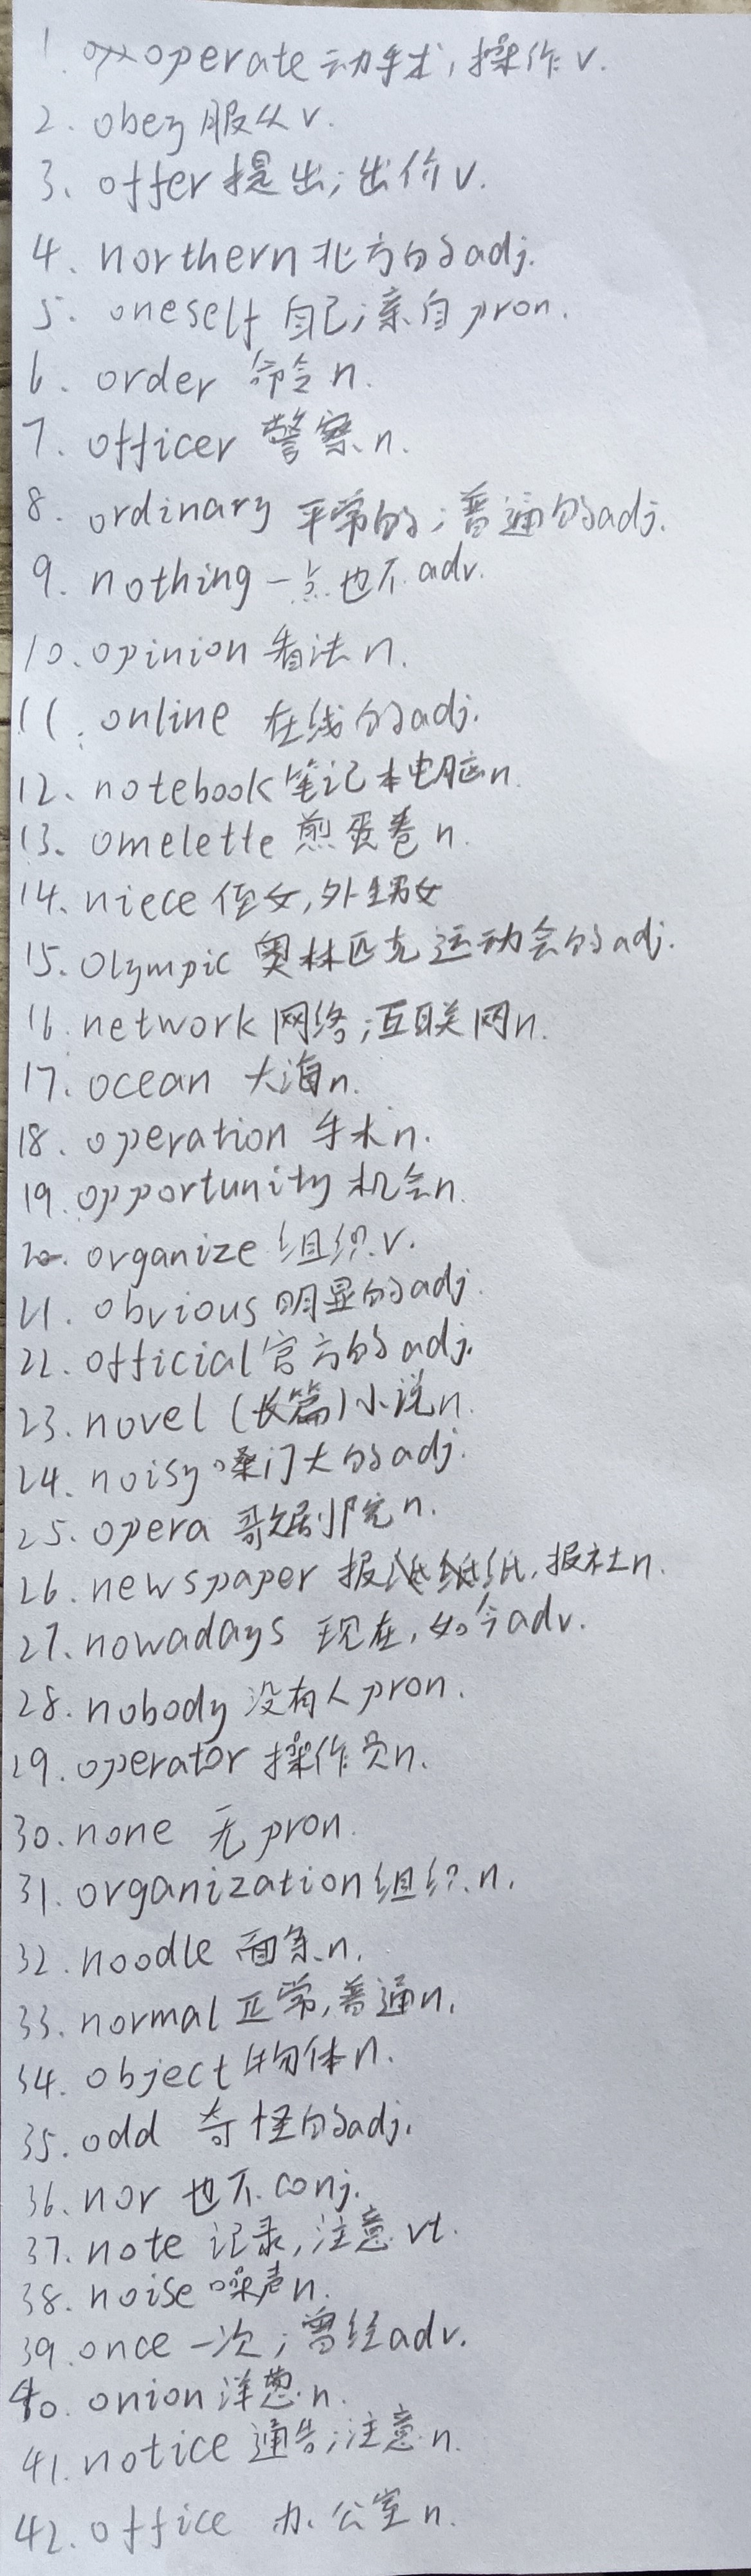 1. operate 动手术，操作 v.
2. obey 服从 v.
3、offer 提出；出价 v.
4、northern 北方的 adj.
5. oneself 自己；亲自 pron.
6. order 命令 n.
7. officer 警察 n.
8. ordinary 平常的；普通的 adj.
9. nothing 一点也不 adv.
10、opinion 看法 n.
11. online 在线的 adj.
12、notebook 笔记本电脑 n.
13、omelette 煎蛋卷 n.
14、niece 侄女，外甥女
15、Olympic 奥林匹克运动会的 adj.
16. network 网络；互联网 n.
17. ocean 大海 n.
18. operation 手术 n.
19. opportunity 机会 n.
20. organize 组织 v.
21. obvious 明显的 adj.
22. official 官方的 adj.
23. novel (长篇)小说 n.
24、noisy 嗓门大的 adj.
25. opera 歌剧院 n.
26. newspaper 报纸，报社 n.
27. nowadays 现在，如今 adv.
28. nobody 没有人 pron.
29. operator 操作员 n.
30. none 无 pron.
31. organization 组织 n.
32. noodle 面条 n.
33. normal 正常，普通 n.
34. object 物体 n.
35. odd 奇怪的 adj.
36. nor 也不 conj.
37. note 记录，注意 vt.
38. noise 噪声 n.
39. once 一次；曾经 adv.
40. onion 洋葱 n.
41. notice 通告；注意 n.
42. office 办公室 n.